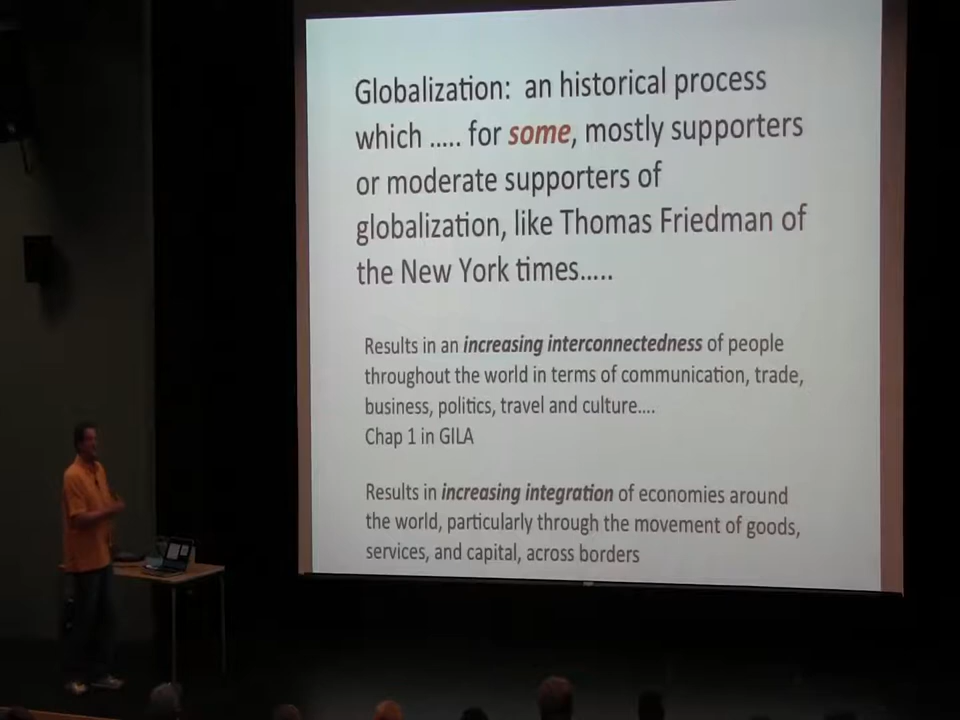 Globalization: an historical process
which ..... for some, mostly supporters
or moderate supporters of
globalization, like Thomas Friedman of
the New York times.....
Results in an increasing interconnectedness of people
throughout the world in terms of communication, trade,
business, politics, travel and culture....
Chap 1 in GILA
Results in increasing integration of economies around
the world, particularly through the movement of goods,
services, and capital, across borders